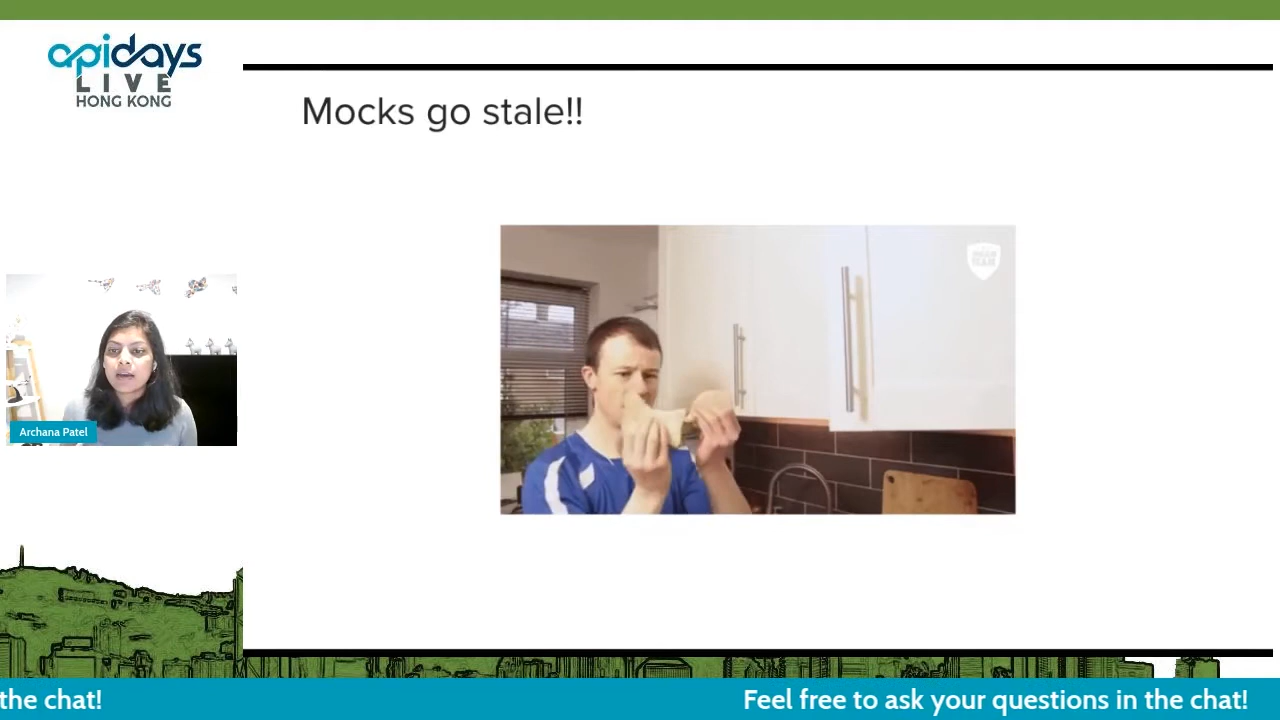 apidays
LIVE
HONG KONG
Mocks go stale!!
Archana Patel
the chat!
Feel free to ask your questions in the chat!